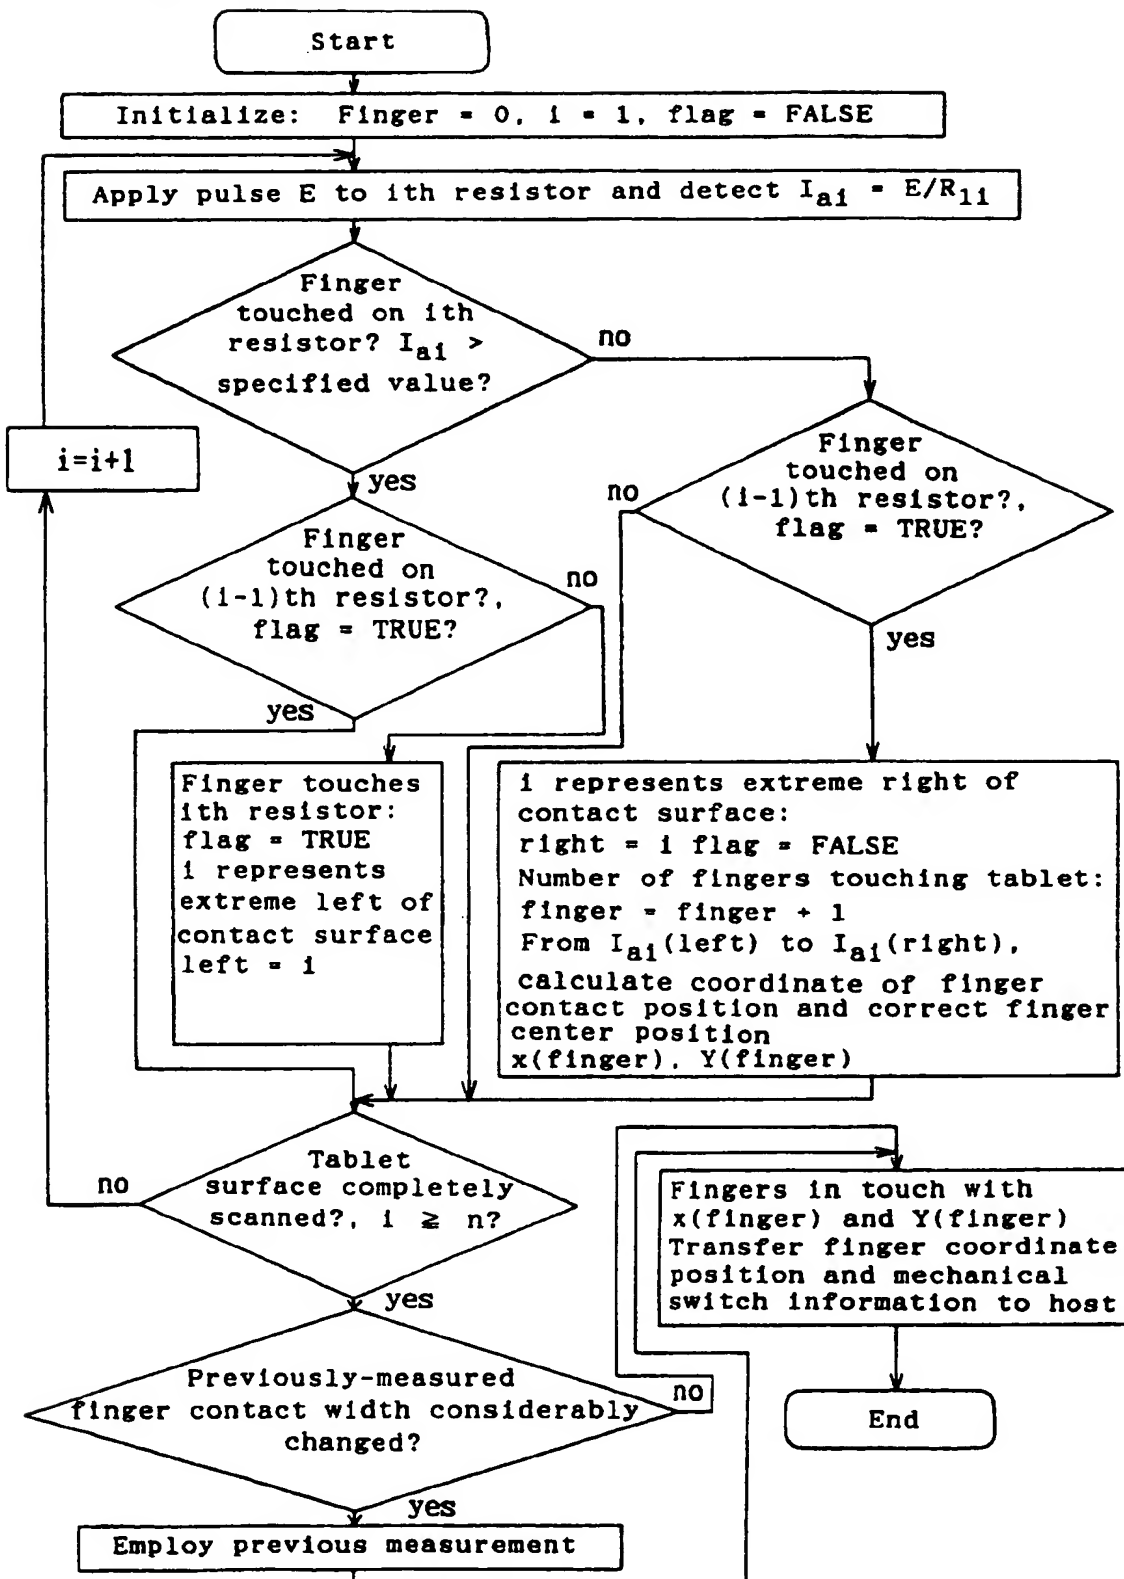 Start
Initialize: Finger = 0, i = 1, flag = FALSE
Apply pulse E to ith resistor and detect Iai = E/R1i
Finger
touched on ith
resistor? Iai >
specified value?
no
yes
i=i+1
Finger
touched on
(i-1)th resistor?,
flag = TRUE?
no
yes
Finger
touched on
(i-1)th resistor?,
flag = TRUE?
no
yes
Finger touches
ith resistor:
flag = TRUE
i represents
extreme left of
contact surface
left = i
i represents extreme right of
contact surface:
right = i flag = FALSE
Number of fingers touching tablet:
finger = finger + 1
From Iai(left) to Iai(right),
calculate coordinate of finger
contact position and correct finger
center position
x(finger), Y(finger)
Tablet
surface completely
scanned?, i ≧ n?
no
yes
Previously-measured
finger contact width considerably
changed?
no
yes
Employ previous measurement
Fingers in touch with
x(finger) and Y(finger)
Transfer finger coordinate
position and mechanical
switch information to host
End